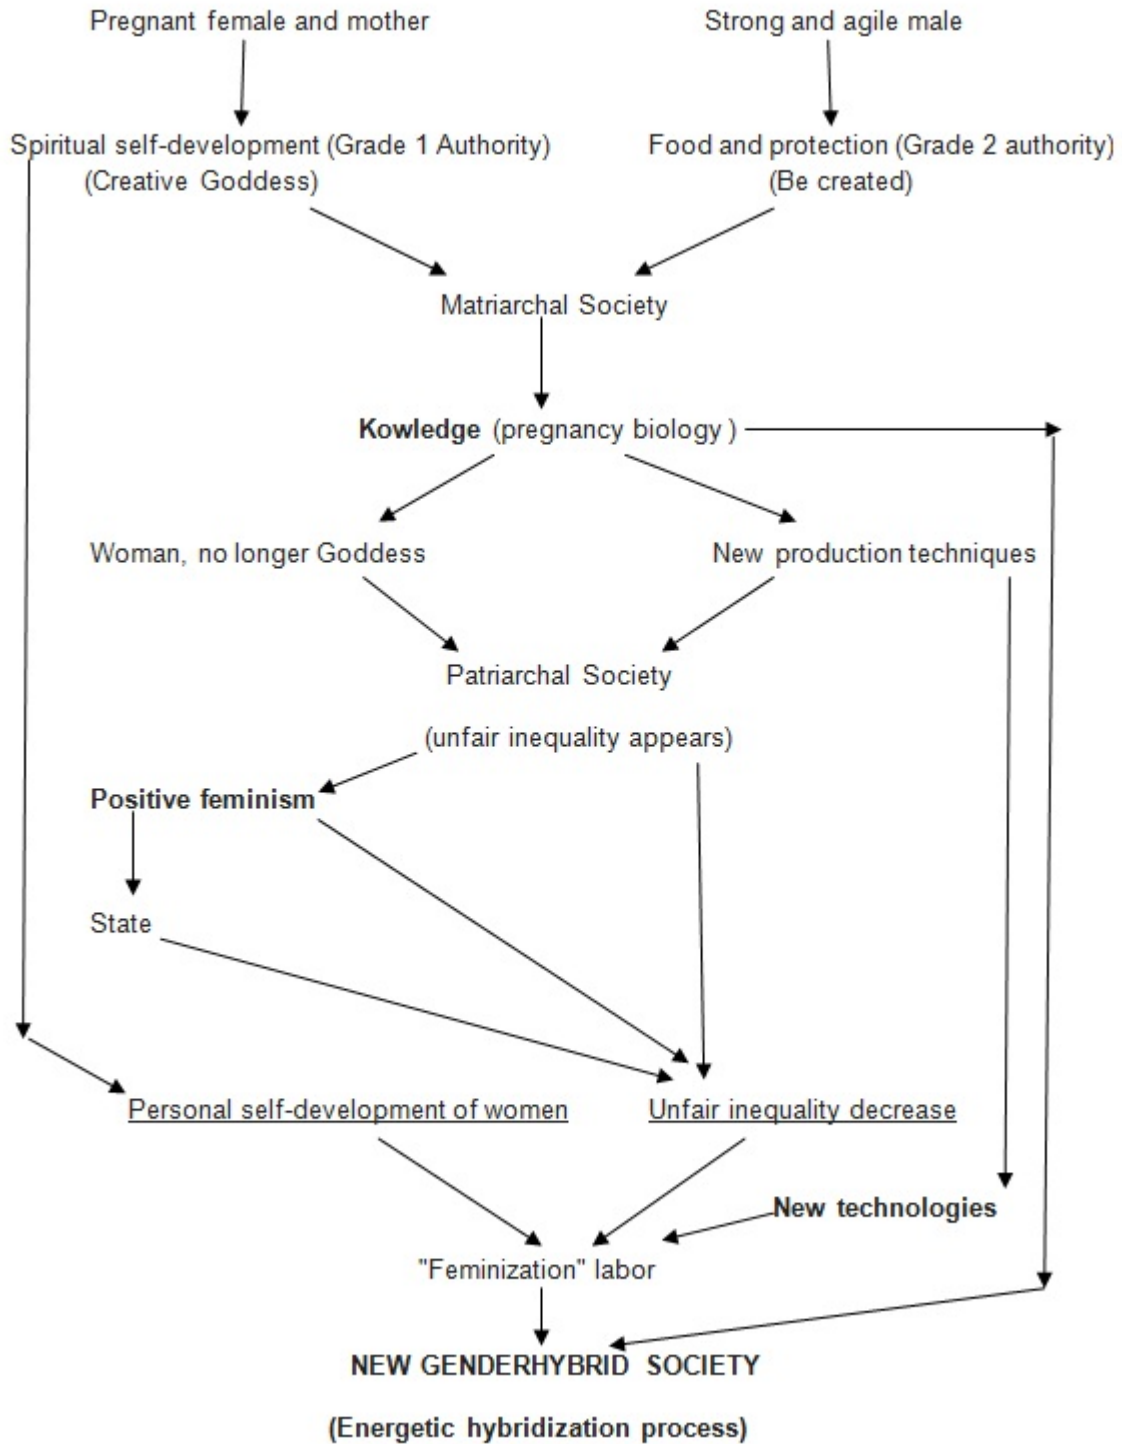 Pregnant female and mother
Strong and agile male
Spiritual self-development (Grade 1 Authority)
(Creative Goddess)
Food and protection (Grade 2 authority)
(Be created)
Matriarchal Society
Kowledge (pregnancy biology )
Woman, no longer Goddess
New production techniques
Patriarchal Society
(unfair inequality appears)
Positive feminism
State
Personal self-development of women
Unfair inequality decrease
New technologies
"Feminization" labor
NEW GENDERHYBRID SOCIETY
(Energetic hybridization process)